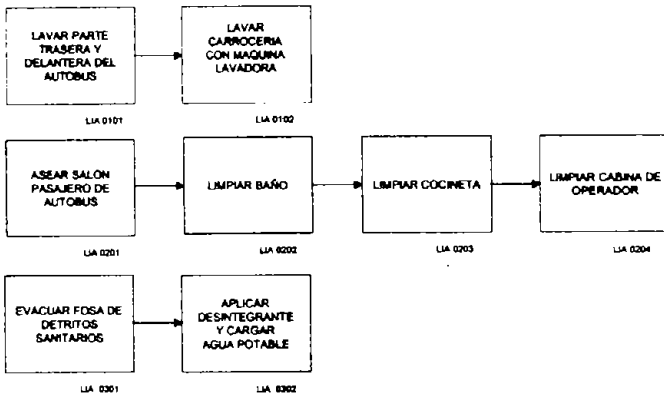 LAVAR PARTE
TRASERA Y
DELANTERA DEL
AUTOBUS
LAVAR
CARROCERIA
CON MAQUINA
LAVADORA
LIA 0101
LIA 0102
ASEAR SALON
PASAJERO DE
AUTOBUS
LIMPIAR BAÑO
LIMPIAR COCINETA
LIMPIAR CABINA DE
OPERADOR
LIA 0201
LIA 0202
LIA 0203
LIA 0204
EVACUAR FOSA DE
DETRITOS
SANITARIOS
APLICAR
DESINTEGRANTE
Y CARGAR
AGUA POTABLE
LIA 0301
LIA 0302